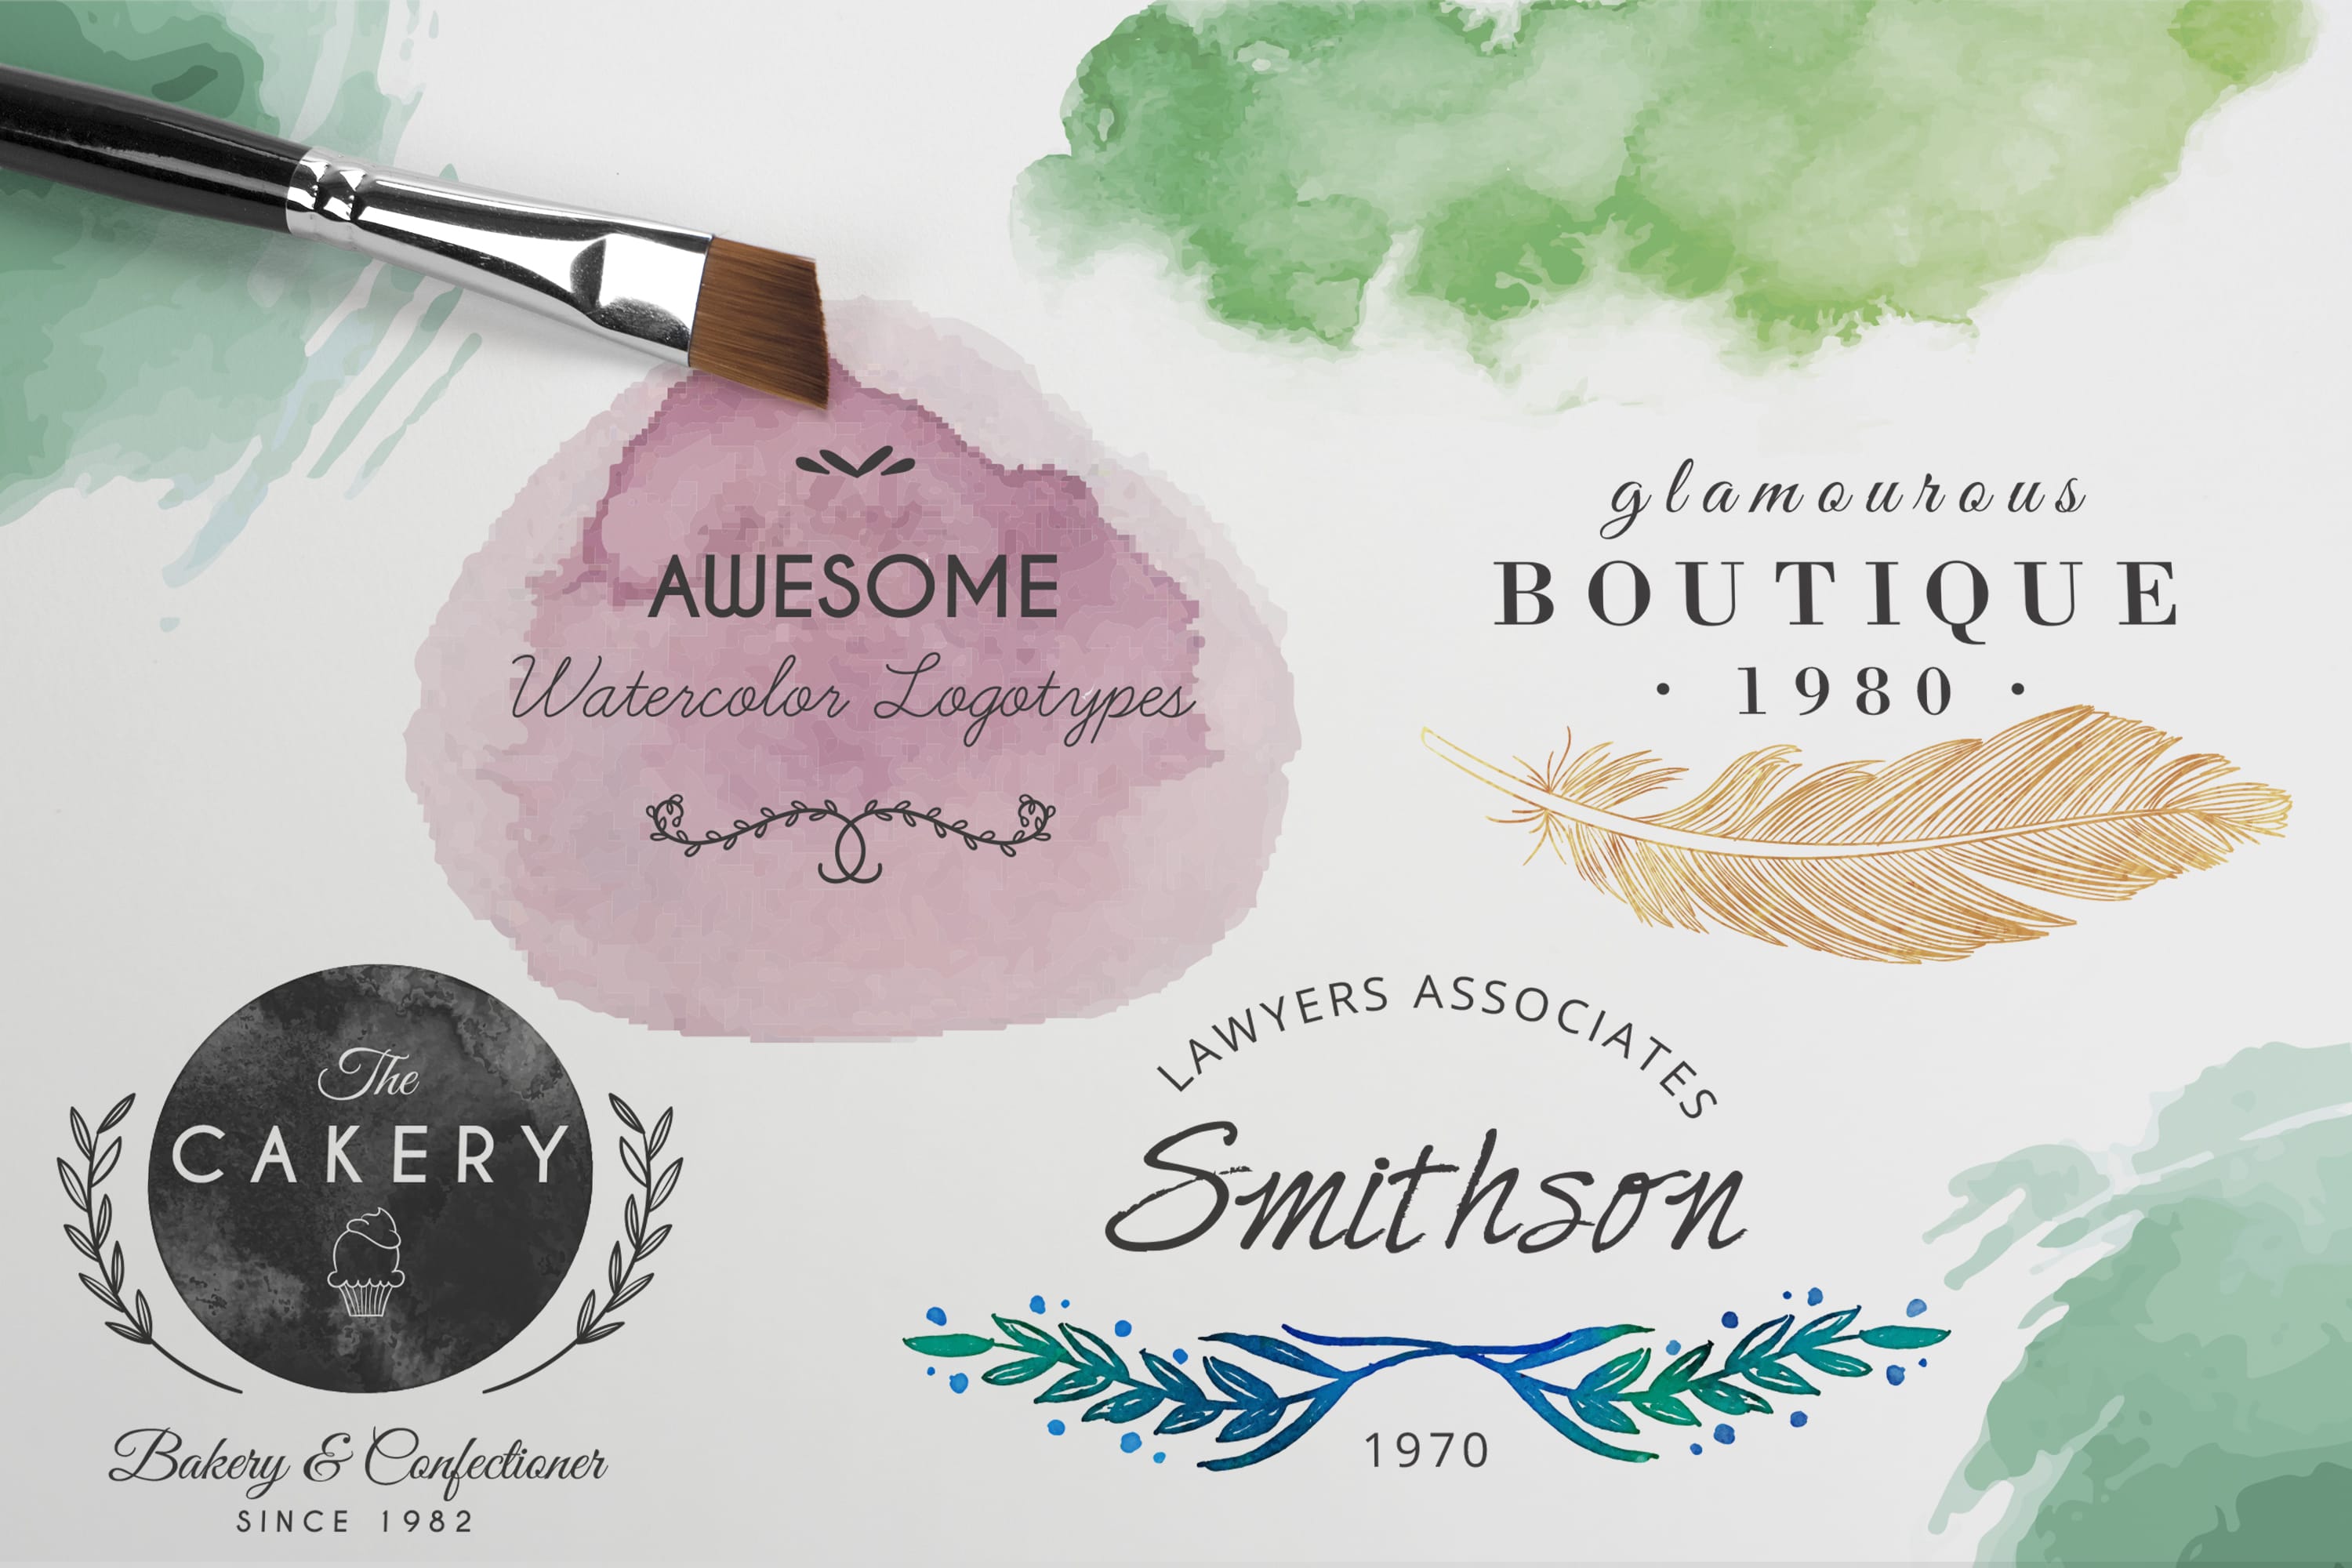 AWESOME
Watercolor Logotypes
glamourous
BOUTIQUE
· 1980 ·
The
CAKERY
Bakery & Confectioner
SINCE 1982
LAWYERS ASSOCIATES
Smithson
1970